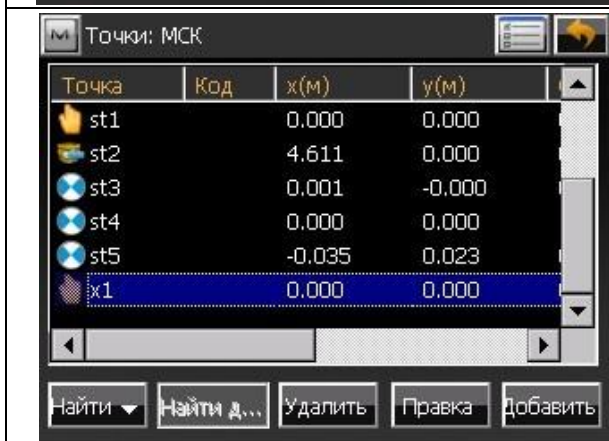 Точки: МСК
Точка Код x(м) y(м)
st1 0.000 0.000
st2 4.611 0.000
st3 0.001 -0.000
st4 0.000 0.000
st5 -0.035 0.023
x1 0.000 0.000
Найти Найти д... Удалить Правка Добавить